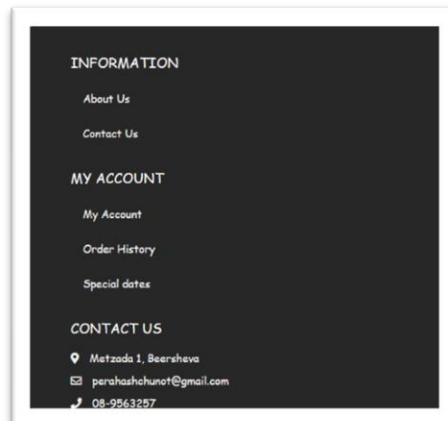 INFORMATION
About Us
Contact Us
MY ACCOUNT
My Account
Order History
Special dates
CONTACT US
Metzada 1, Beersheva
perahashchunot@gmail.com
08-9563257